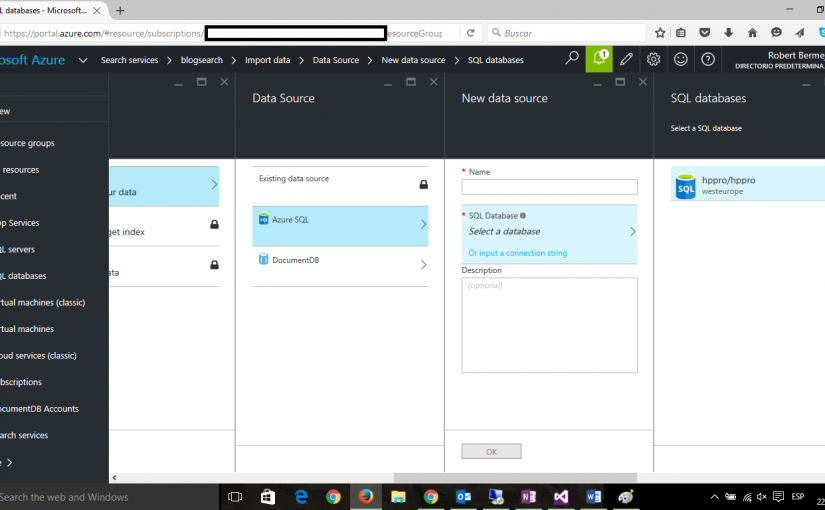 L databases - Microsoft...
https://portal.azure.com/#resource/subscriptions/ esourceGroup
Buscar
osoft Azure
Search services > blogsearch > Import data > Data Source > New data source > SQL databases
1
Robert Berme
DIRECTORIO PREDETERMINA
ew
source groups
resources
cent
pp Services
QL servers
QL databases
rtual machines (classic)
rtual machines
oud services (classic)
bscriptions
ocumentDB Accounts
arch services
e >
ur data
get index
ata
Data Source
Existing data source
Azure SQL
DocumentDB
New data source
* Name
* SQL Database
Select a database
Or input a connection string
Description
(optional)
OK
SQL databases
Select a SQL database
SQL
hppro/hppro
westeurope
Search the web and Windows
ESP
22